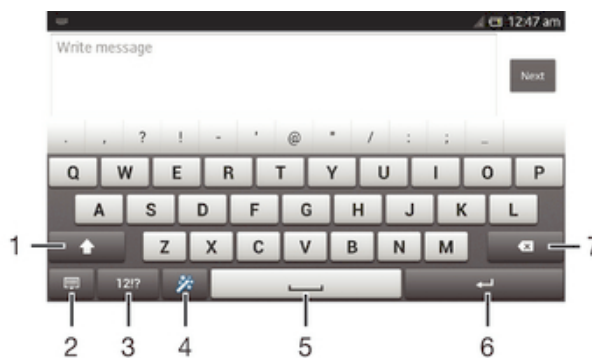 12:47 am
Write message
Next
. , ? ! - ' @ " / : ; _
Q W E R T Y U I O P
A S D F G H J K L
1 Z X C V B N M 7
12!?
2 3 4 5 6